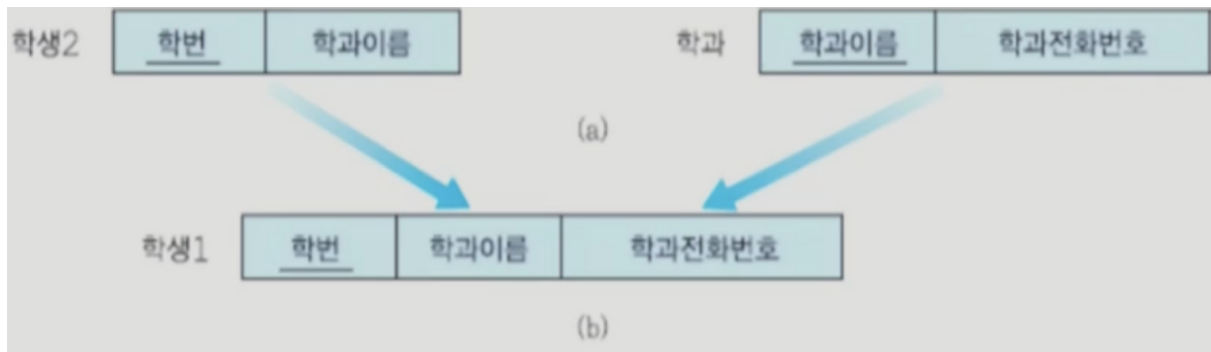 학생2 학번 학과이름 학과 학과이름 학과전화번호
(a)
학생1 학번 학과이름 학과전화번호
(b)